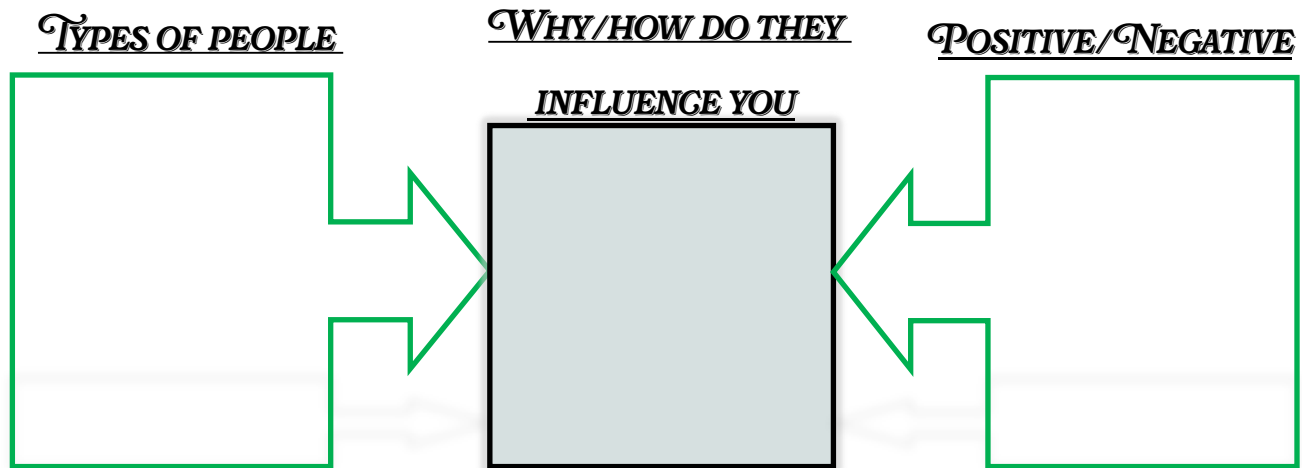 TYPES OF PEOPLE
WHY/HOW DO THEY
INFLUENCE YOU
POSITIVE/NEGATIVE